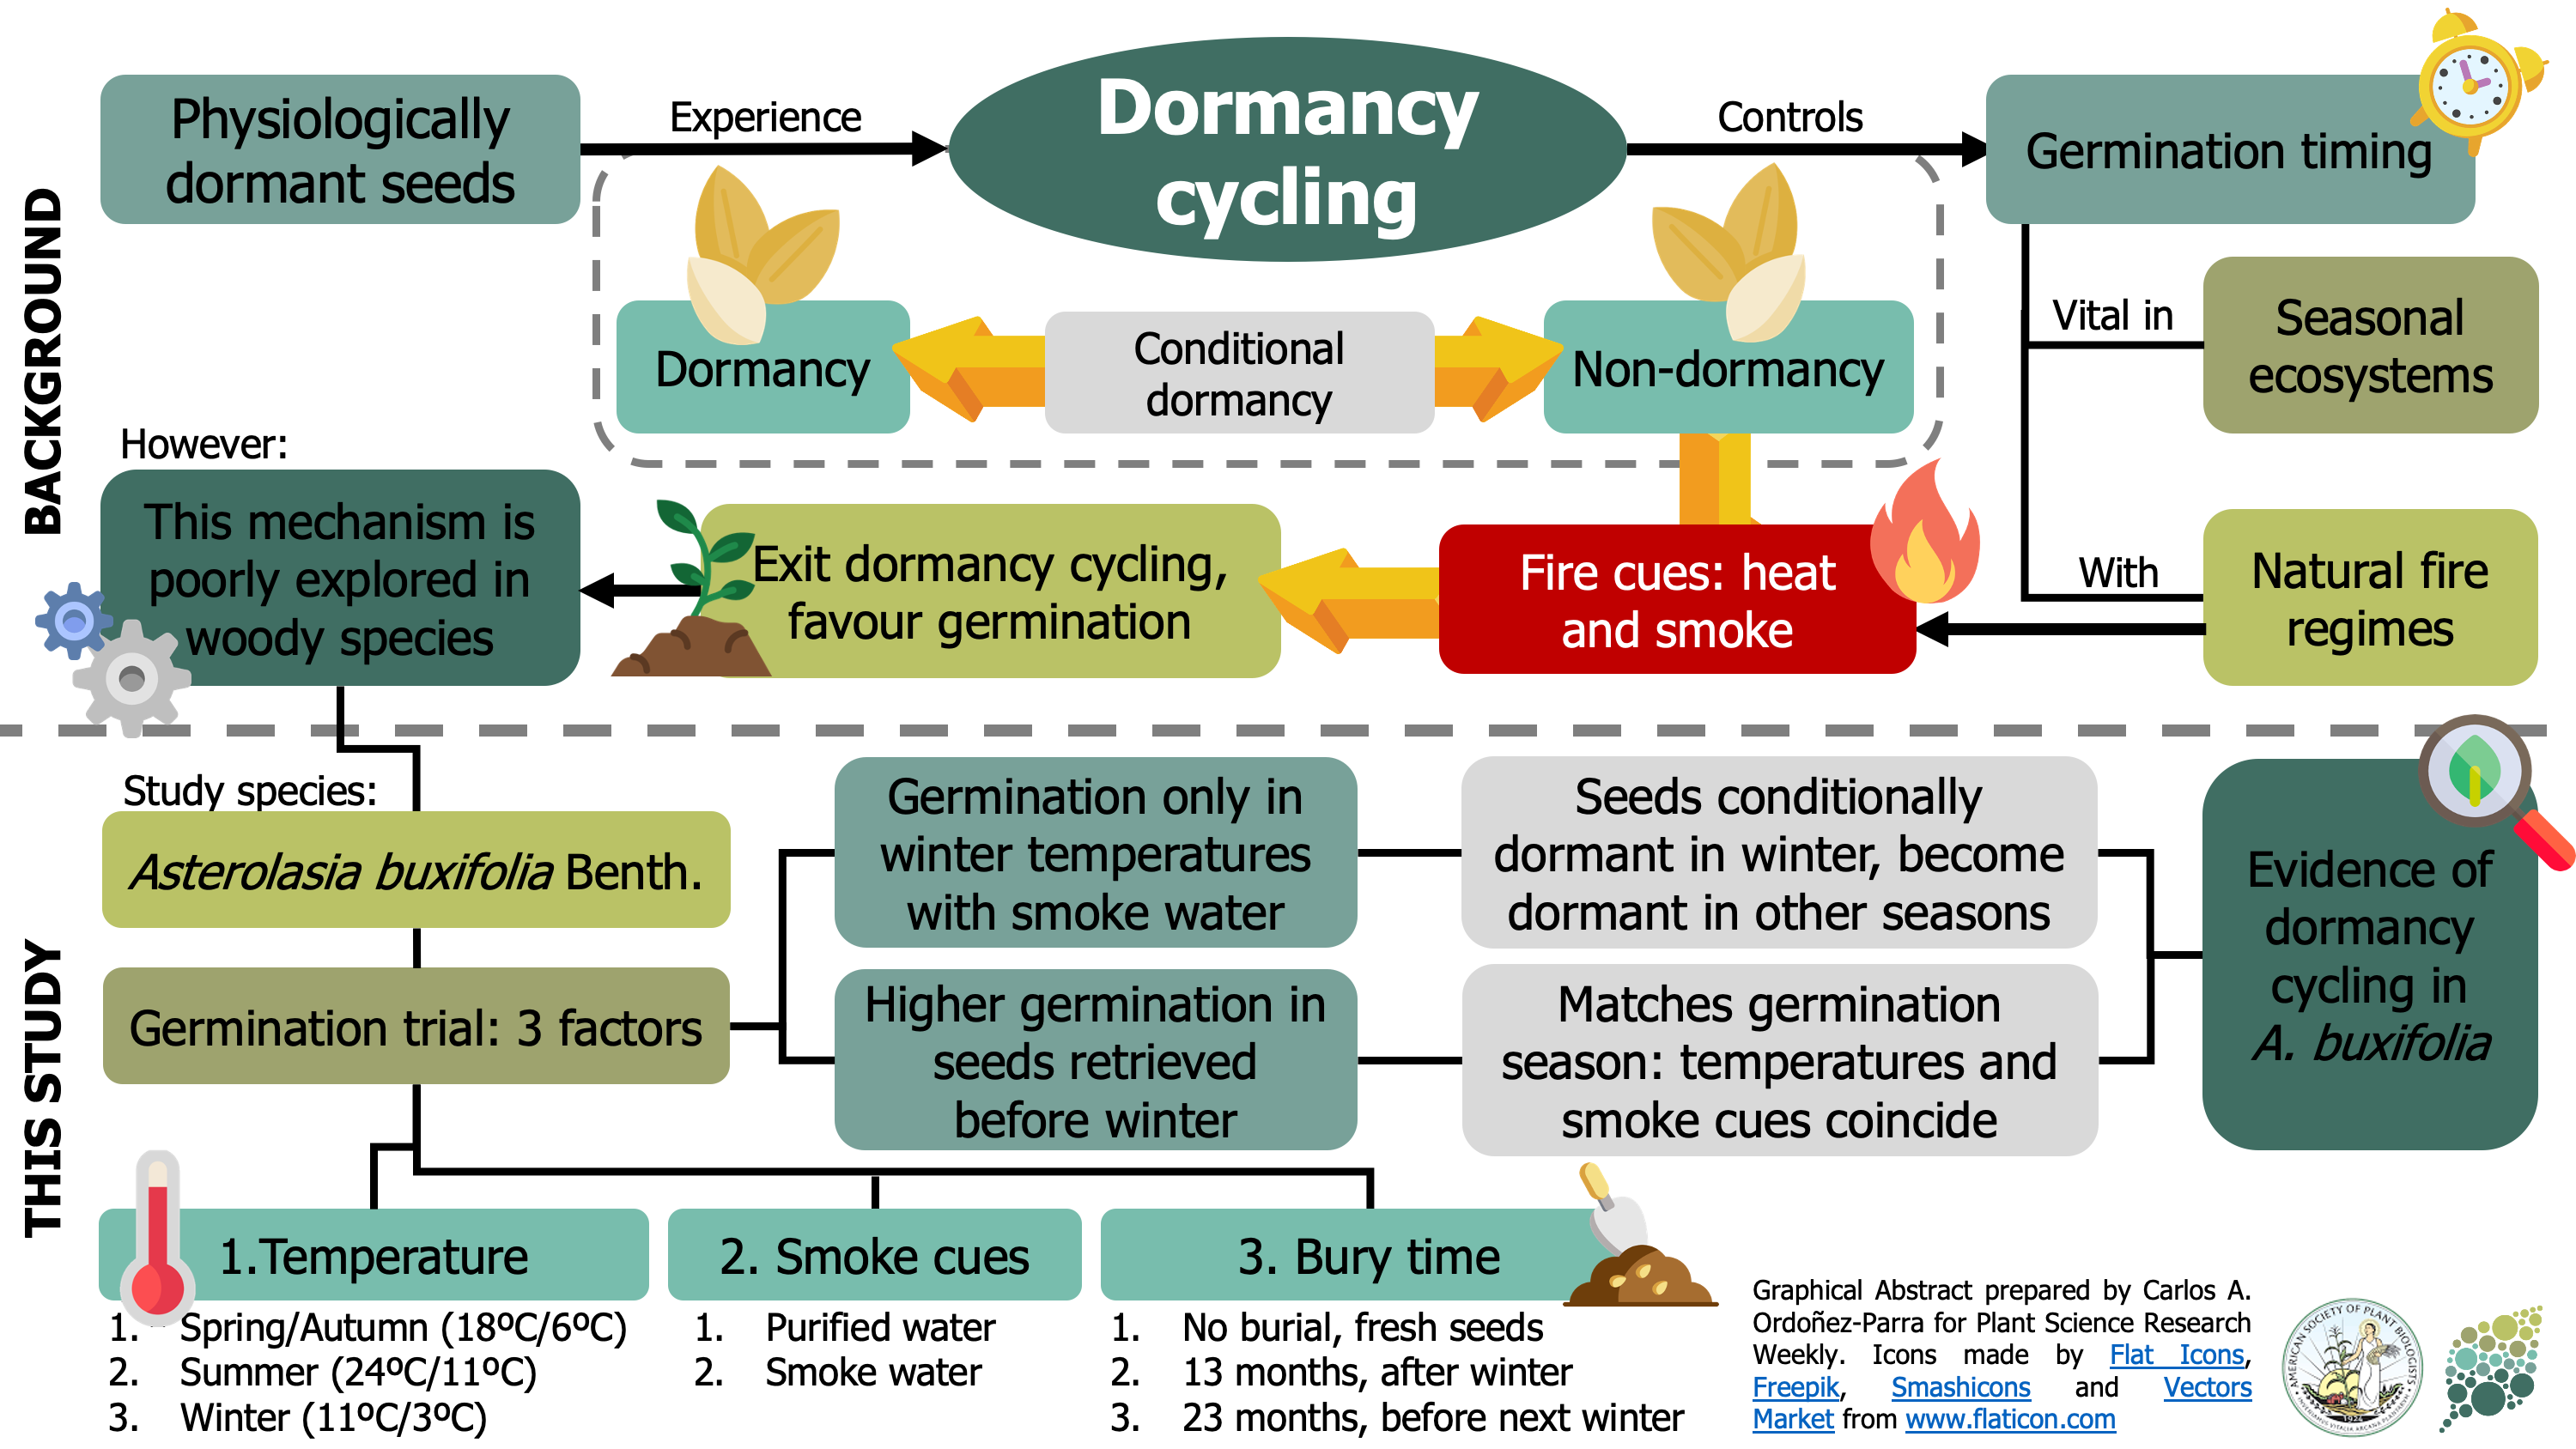 BACKGROUND
Physiologically
dormant seeds
Experience
Dormancy
cycling
Controls
Germination timing
Vital in
Seasonal
ecosystems
Dormancy
Conditional
dormancy
Non-dormancy
With
Natural fire
regimes
Fire cues: heat
and smoke
Exit dormancy cycling,
favour germination
However:
This mechanism is
poorly explored in
woody species
THIS STUDY
Study species:
Asterolasia buxifolia Benth.
Germination trial: 3 factors
Germination only in
winter temperatures
with smoke water
Seeds conditionally
dormant in winter, become
dormant in other seasons
Higher germination in
seeds retrieved
before winter
Matches germination
season: temperatures and
smoke cues coincide
Evidence of
dormancy
cycling in
A. buxifolia
1.Temperature
1. Spring/Autumn (18ºC/6ºC)
2. Summer (24ºC/11ºC)
3. Winter (11ºC/3ºC)
2. Smoke cues
1. Purified water
2. Smoke water
3. Bury time
1. No burial, fresh seeds
2. 13 months, after winter
3. 23 months, before next winter
Graphical Abstract prepared by Carlos A.
Ordoñez-Parra for Plant Science Research
Weekly. Icons made by Flat Icons,
Freepik, Smashicons and Vectors
Market from www.flaticon.com
AMERICAN SOCIETY OF PLANT BIOLOGISTS
1924